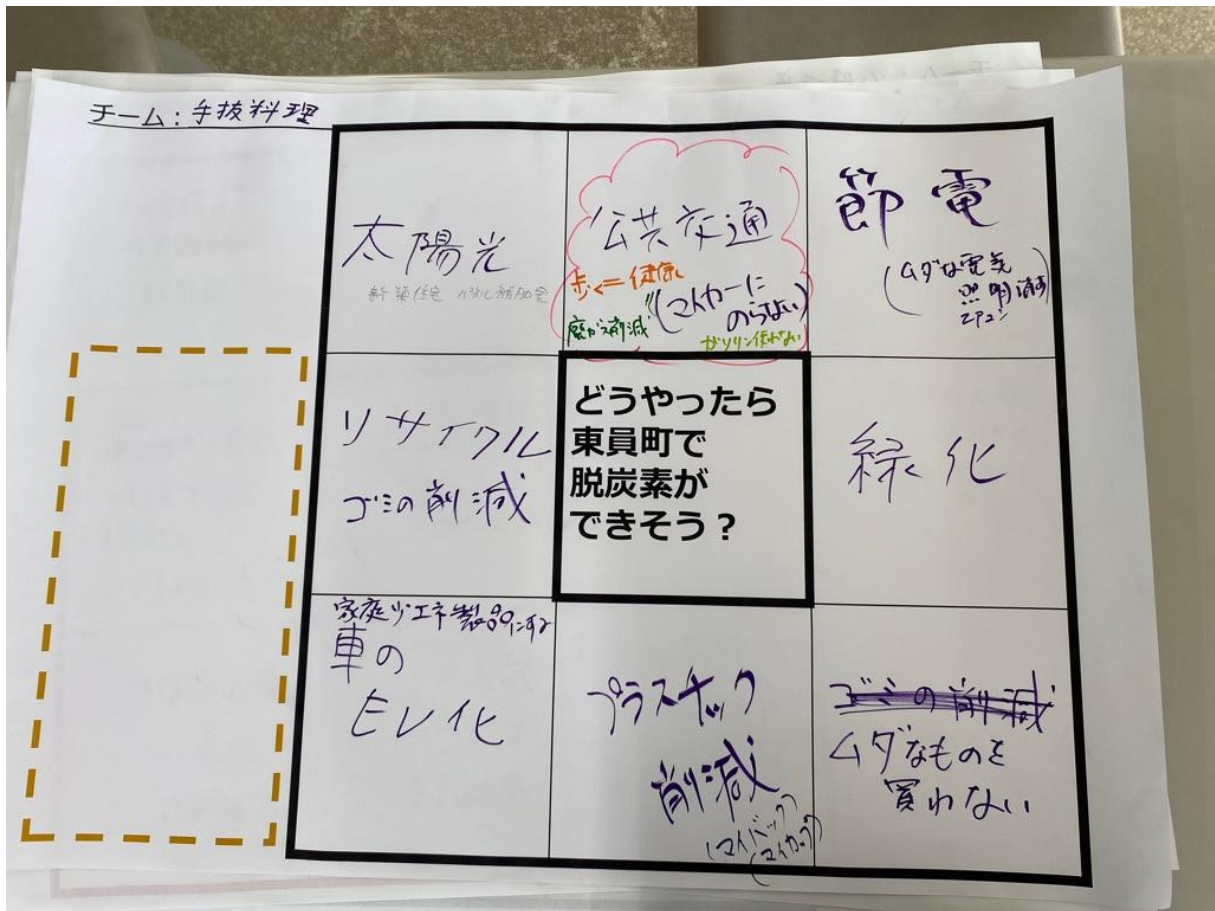 チーム：手抜料理
太陽光
新築住宅 パネル補助金
公共交通
歩く=健康
(マイカーに
のらない)
廃ガス削減
ガソリン使わない
節電
(ムダな電気
照明 消す
エアコン
リサイクル
ゴミの削減
どうやったら
東員町で
脱炭素が
できそう？
緑化
家庭省エネ製品にする
車の
EV化
プラスチック
削減
(マイバック)
(マイカップ)
ゴミの削減
ムダなものを
買わない